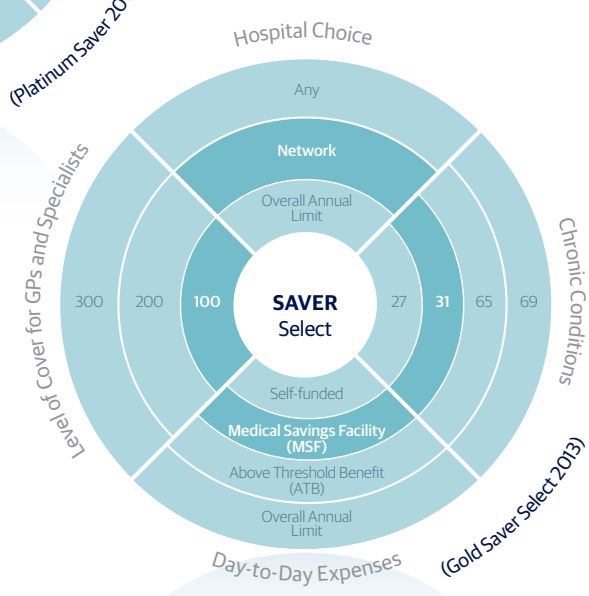 (Platinum Saver 201
Hospital Choice
Any
Network
Overall Annual
Limit
Level of Cover for GPs and Specialists
300
200
100
SAVER
Select
27
31
65
69
Chronic Conditions
Self-funded
Medical Savings Facility
(MSF)
Above Threshold Benefit
(ATB)
Overall Annual
Limit
Day-to-Day Expenses
(Gold Saver Select 2013)